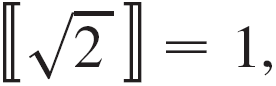 ⟦√2⟧ = 1,